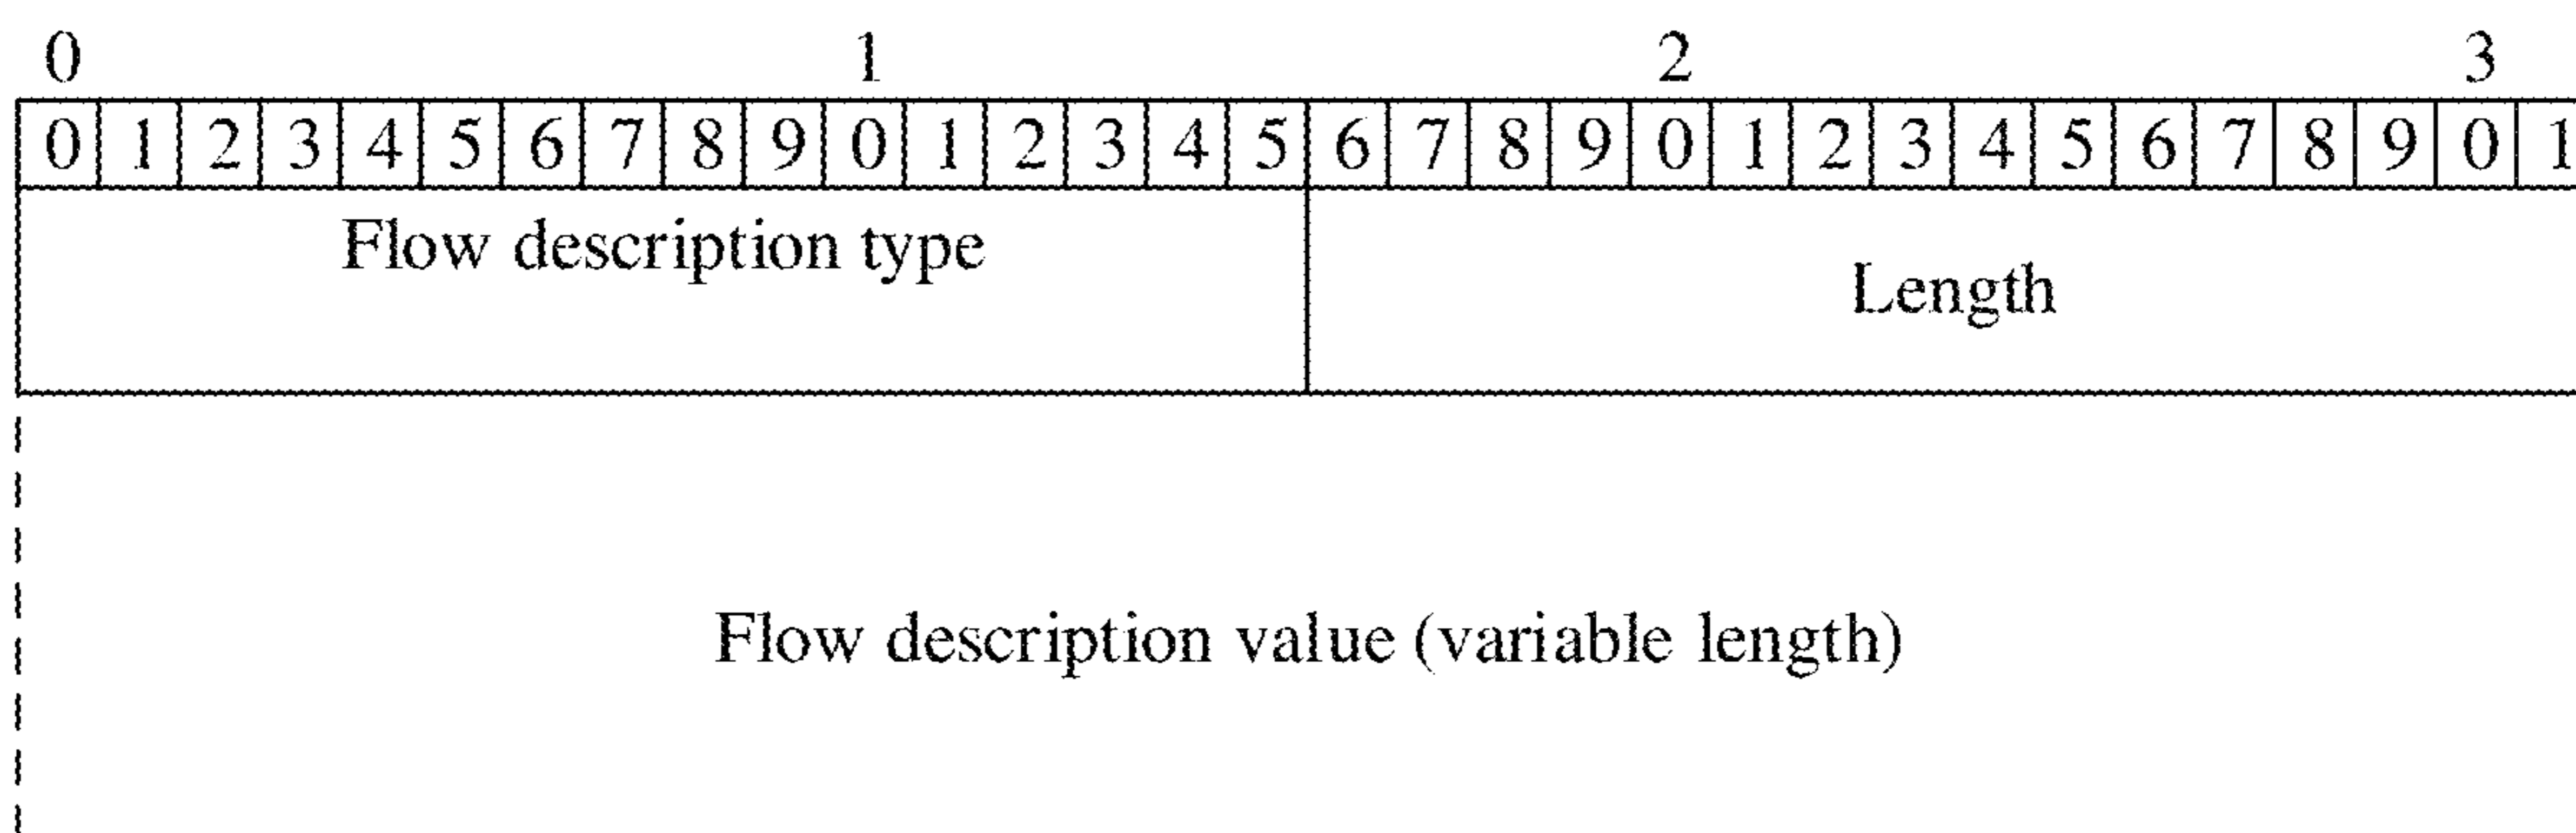 0 1 2 3
0 1 2 3 4 5 6 7 8 9 0 1 2 3 4 5 6 7 8 9 0 1 2 3 4 5 6 7 8 9 0 1
Flow description type
Length
Flow description value (variable length)